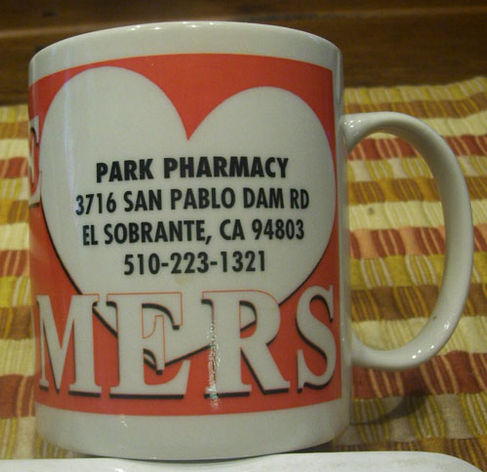 E
PARK PHARMACY
3716 SAN PABLO DAM RD
EL SOBRANTE, CA 94803
510-223-1321
MERS